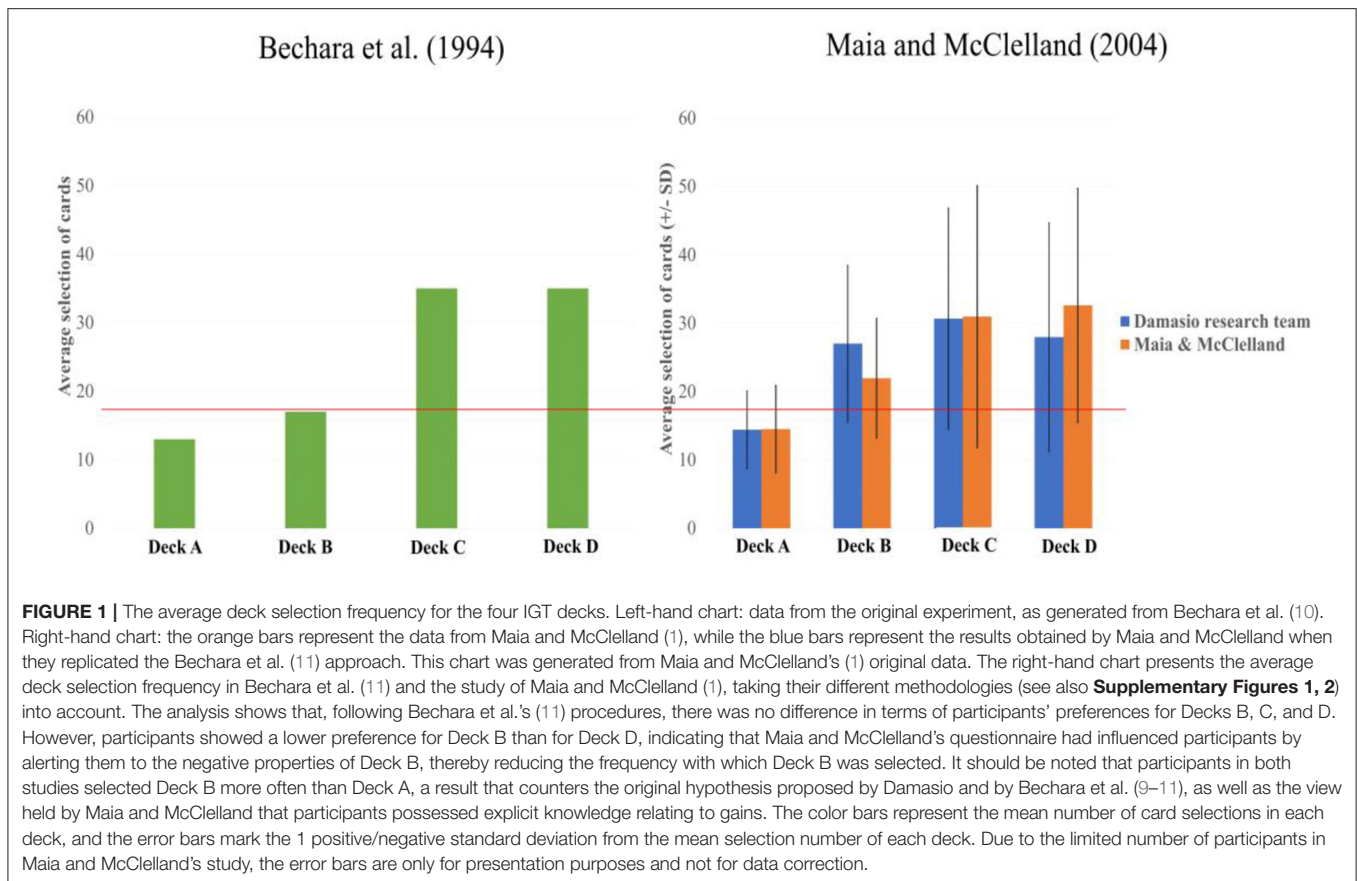 Bechara et al. (1994)
Maia and McClelland (2004)
Average selection of cards
60
50
40
30
20
10
0
Deck A
Deck B
Deck C
Deck D
Average selection of cards (+/- SD)
60
50
40
30
20
10
0
Deck A
Deck B
Deck C
Deck D
Damasio research team
Maia & McClelland
FIGURE 1 | The average deck selection frequency for the four IGT decks. Left-hand chart: data from the original experiment, as generated from Bechara et al. (10).
Right-hand chart: the orange bars represent the data from Maia and McClelland (1), while the blue bars represent the results obtained by Maia and McClelland when
they replicated the Bechara et al. (11) approach. This chart was generated from Maia and McClelland's (1) original data. The right-hand chart presents the average
deck selection frequency in Bechara et al. (11) and the study of Maia and McClelland (1), taking their different methodologies (see also Supplementary Figures 1, 2)
into account. The analysis shows that, following Bechara et al.'s (11) procedures, there was no difference in terms of participants' preferences for Decks B, C, and D.
However, participants showed a lower preference for Deck B than for Deck D, indicating that Maia and McClelland's questionnaire had influenced participants by
alerting them to the negative properties of Deck B, thereby reducing the frequency with which Deck B was selected. It should be noted that participants in both
studies selected Deck B more often than Deck A, a result that counters the original hypothesis proposed by Damasio and by Bechara et al. (9–11), as well as the view
held by Maia and McClelland that participants possessed explicit knowledge relating to gains. The color bars represent the mean number of card selections in each
deck, and the error bars mark the 1 positive/negative standard deviation from the mean selection number of each deck. Due to the limited number of participants in
Maia and McClelland's study, the error bars are only for presentation purposes and not for data correction.